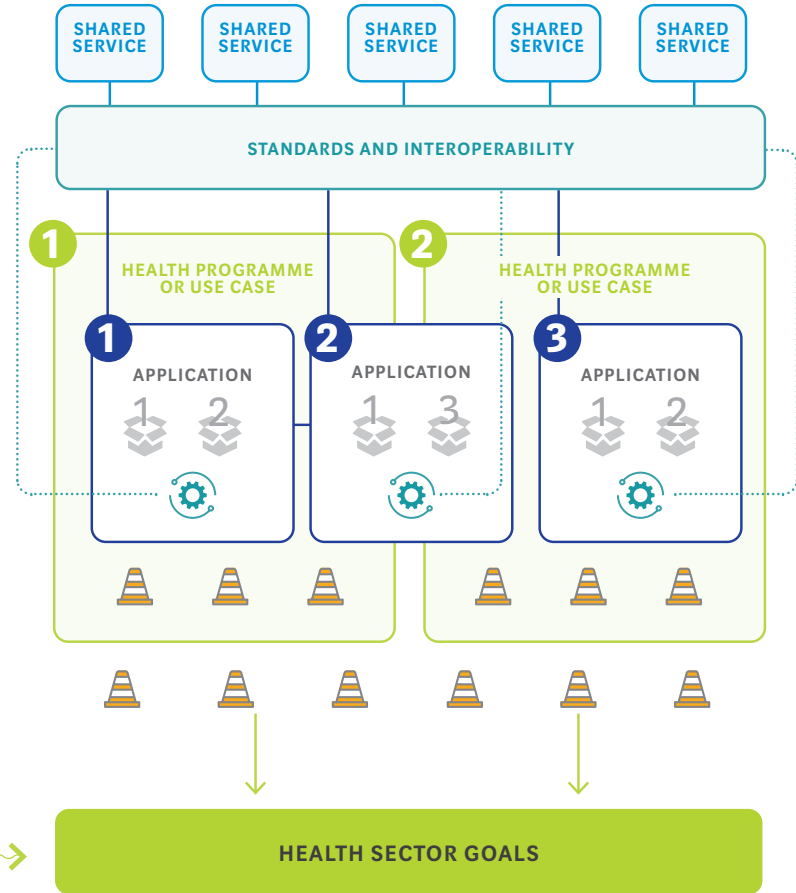 SHARED
SERVICE
SHARED
SERVICE
SHARED
SERVICE
SHARED
SERVICE
SHARED
SERVICE
STANDARDS AND INTEROPERABILITY
1
HEALTH PROGRAMME
OR USE CASE
2
HEALTH PROGRAMME
OR USE CASE
1
APPLICATION
1 2
2
APPLICATION
1 3
3
APPLICATION
1 2
HEALTH SECTOR GOALS